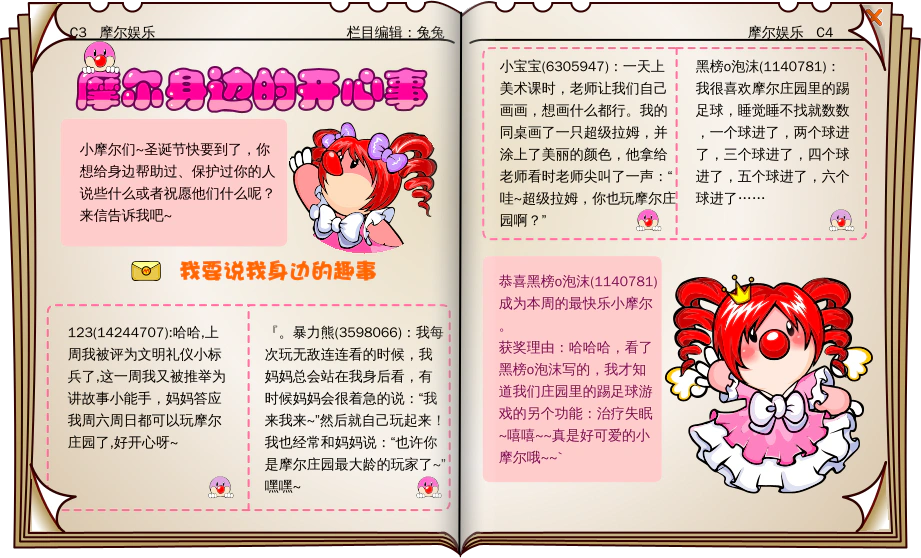 C3 摩尔娱乐
栏目编辑：兔兔
摩尔身边的开心事
小摩尔们~圣诞节快要到了，你
想给身边帮助过、保护过你的人
说些什么或者祝愿他们什么呢？
来信告诉我吧~
我要说我身边的趣事
123(14244707):哈哈,上
周我被评为文明礼仪小标
兵了,这一周我又被推举为
讲故事小能手，妈妈答应
我周六周日都可以玩摩尔
庄园了,好开心呀~
『。暴力熊(3598066)：我每
次玩无敌连连看的时候，我
妈妈总会站在我身后看，有
时候妈妈会很着急的说：“我
来我来~”然后就自己玩起来！
我也经常和妈妈说：“也许你
是摩尔庄园最大龄的玩家了~”
嘿嘿~
摩尔娱乐 C4
小宝宝(6305947)：一天上
美术课时，老师让我们自己
画画，想画什么都行。我的
同桌画了一只超级拉姆，并
涂上了美丽的颜色，他拿给
老师看时老师尖叫了一声：“
哇~超级拉姆，你也玩摩尔庄
园啊？”
黑榜o泡沫(1140781)：
我很喜欢摩尔庄园里的踢
足球，睡觉睡不找就数数
，一个球进了，两个球进
了，三个球进了，四个球
进了，五个球进了，六个
球进了……
恭喜黑榜o泡沫(1140781)
成为本周的最快乐小摩尔
。
获奖理由：哈哈哈，看了
黑榜o泡沫写的，我才知
道我们庄园里的踢足球游
戏的另个功能：治疗失眠
~嘻嘻~~真是好可爱的小
摩尔哦~~`